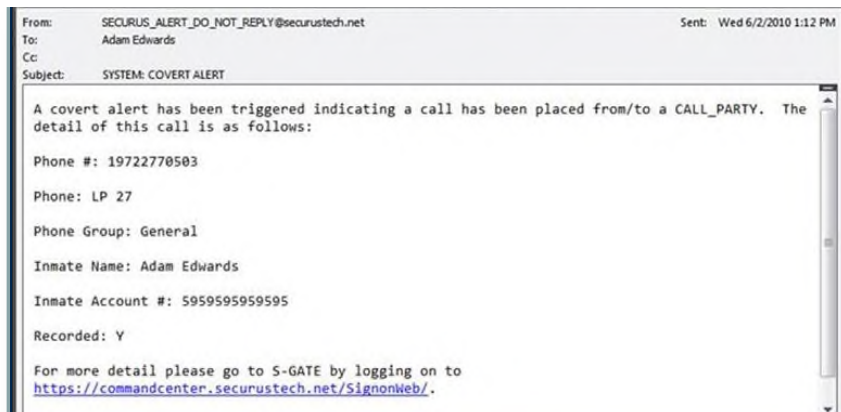 From: SECURUS_ALERT_DO_NOT_REPLY@securustech.net Sent: Wed 6/2/2010 1:12 PM
To: Adam Edwards
Cc:
Subject: SYSTEM: COVERT ALERT
A covert alert has been triggered indicating a call has been placed from/to a CALL_PARTY. The
detail of this call is as follows:
Phone #: 19722770503
Phone: LP 27
Phone Group: General
Inmate Name: Adam Edwards
Inmate Account #: 5959595959595
Recorded: Y
For more detail please go to S-GATE by logging on to
https://commandcenter.securustech.net/SignonWeb/.